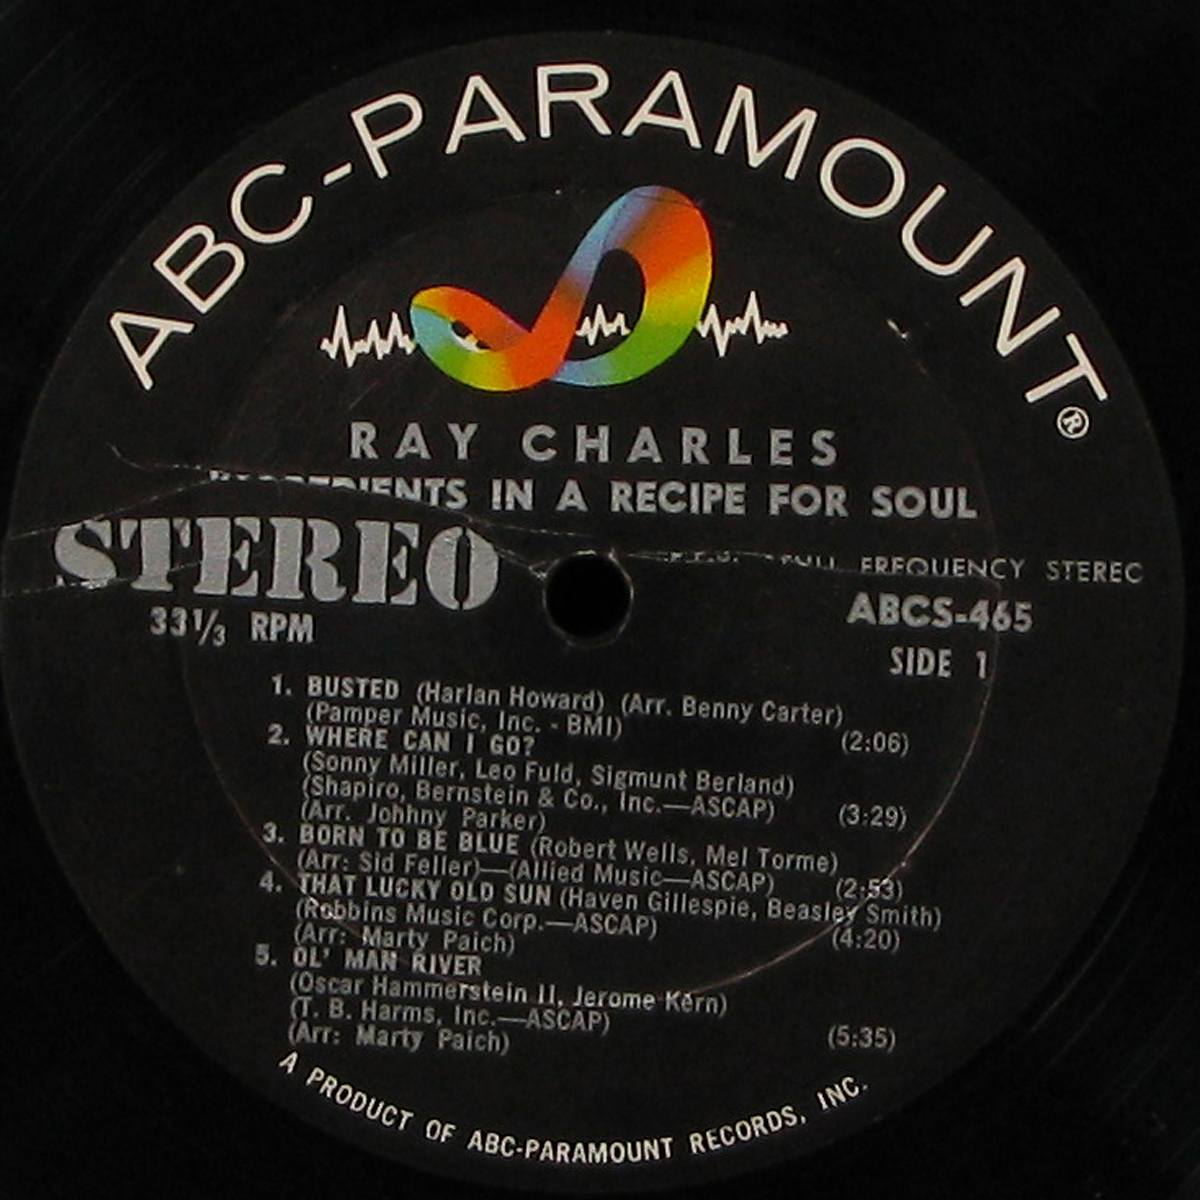 ABC-PARAMOUNT®
RAY CHARLES
INGREDIENTS IN A RECIPE FOR SOUL
STEREO
FULL FREQUENCY STEREO
33⅓ RPM
ABCS-465
SIDE 1
1. BUSTED (Harlan Howard) (Arr. Benny Carter)
(Pamper Music, Inc. - BMI) (2:06)
2. WHERE CAN I GO?
(Sonny Miller, Leo Fuld, Sigmunt Berland)
(Shapiro, Bernstein & Co., Inc.—ASCAP) (3:29)
(Arr. Johhny Parker)
3. BORN TO BE BLUE (Robert Wells, Mel Torme)
(Arr: Sid Feller)—(Allied Music—ASCAP) (2:53)
4. THAT LUCKY OLD SUN (Haven Gillespie, Beasley Smith)
(Robbins Music Corp.—ASCAP) (4:20)
(Arr: Marty Paich)
5. OL' MAN RIVER
(Oscar Hammerstein II, Jerome Kern)
(T. B. Harms, Inc.—ASCAP)
(Arr: Marty Paich) (5:35)
A PRODUCT OF ABC-PARAMOUNT RECORDS, INC.